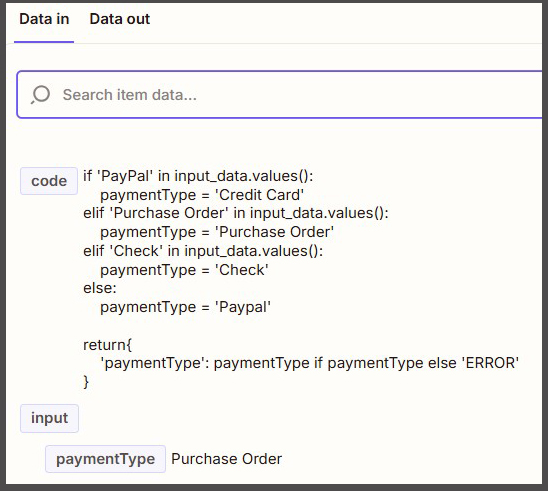 Data in Data out
Search item data...
code
if 'PayPal' in input_data.values():
    paymentType = 'Credit Card'
elif 'Purchase Order' in input_data.values():
    paymentType = 'Purchase Order'
elif 'Check' in input_data.values():
    paymentType = 'Check'
else:
    paymentType = 'Paypal'

return{
    'paymentType': paymentType if paymentType else 'ERROR'
}
input
paymentType Purchase Order